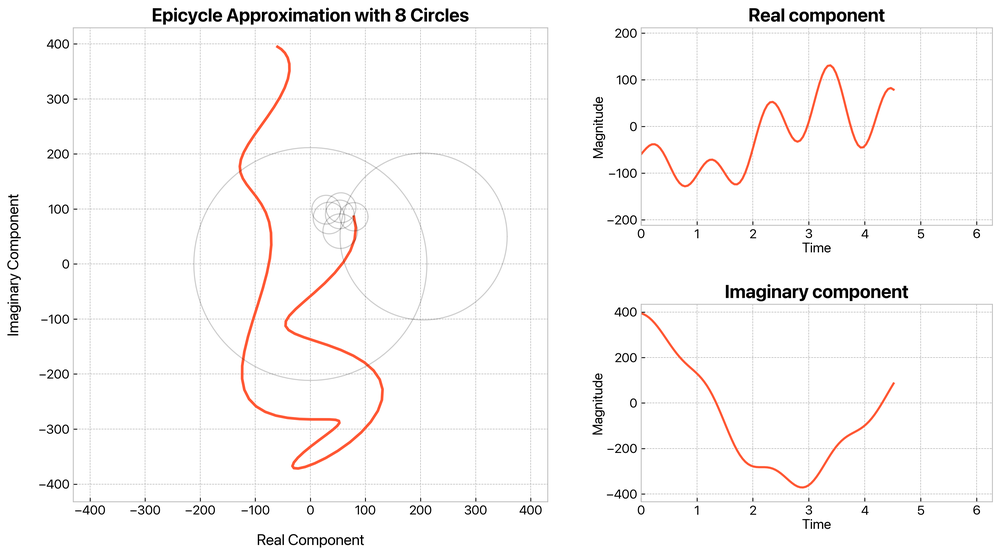 Epicycle Approximation with 8 Circles
400
300
200
100
0
−100
−200
−300
−400
Imaginary Component
−400 −300 −200 −100 0 100 200 300 400
Real Component
Real component
200
100
0
−100
−200
Magnitude
0 1 2 3 4 5 6
Time
Imaginary component
400
200
0
−200
−400
Magnitude
0 1 2 3 4 5 6
Time